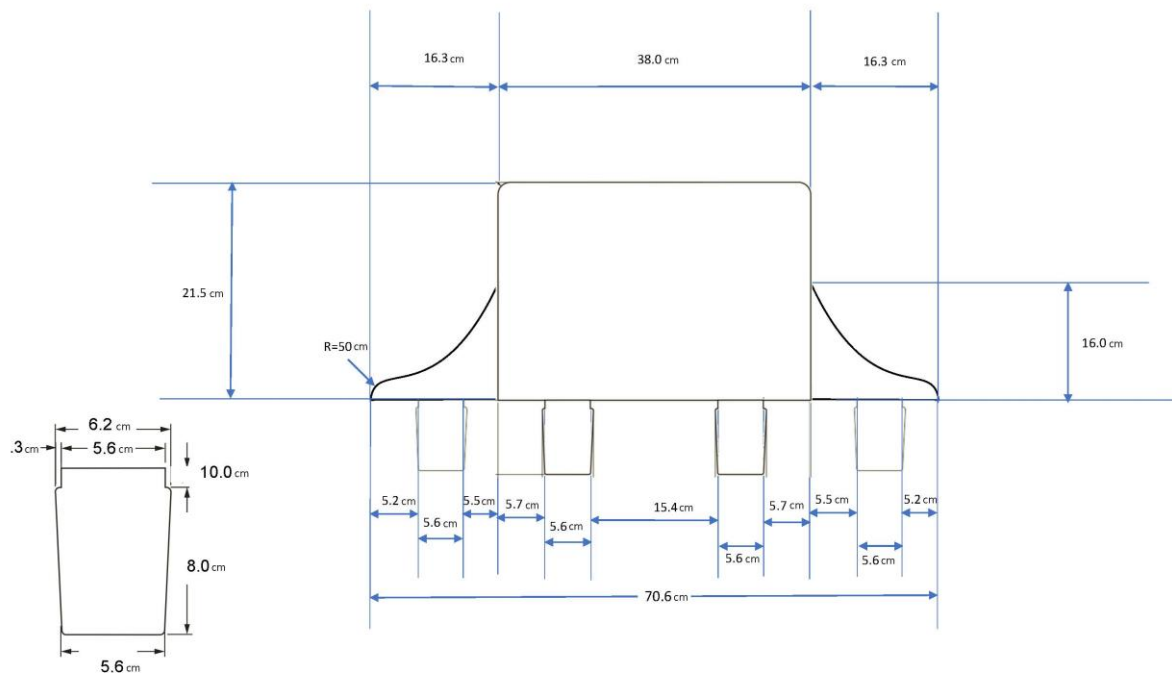 16.3 cm
38.0 cm
16.3 cm
21.5 cm
R=50 cm
16.0 cm
6.2 cm
.3 cm
5.6 cm
10.0 cm
8.0 cm
5.6 cm
5.2 cm
5.5 cm
5.7 cm
15.4 cm
5.7 cm
5.5 cm
5.2 cm
5.6 cm
5.6 cm
5.6 cm
5.6 cm
70.6 cm